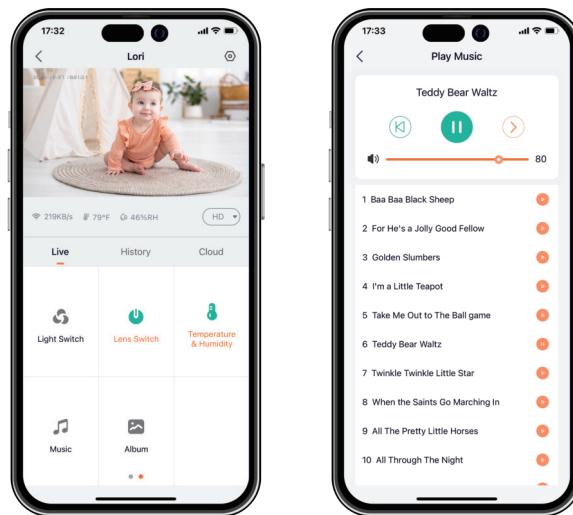 17:32
Lori
219KB/s 79°F 46%RH HD
Live History Cloud
Light Switch Lens Switch Temperature
& Humidity
Music Album
17:33
Play Music
Teddy Bear Waltz
80
1 Baa Baa Black Sheep
2 For He's a Jolly Good Fellow
3 Golden Slumbers
4 I'm a Little Teapot
5 Take Me Out to The Ball game
6 Teddy Bear Waltz
7 Twinkle Twinkle Little Star
8 When the Saints Go Marching In
9 All The Pretty Little Horses
10 All Through The Night